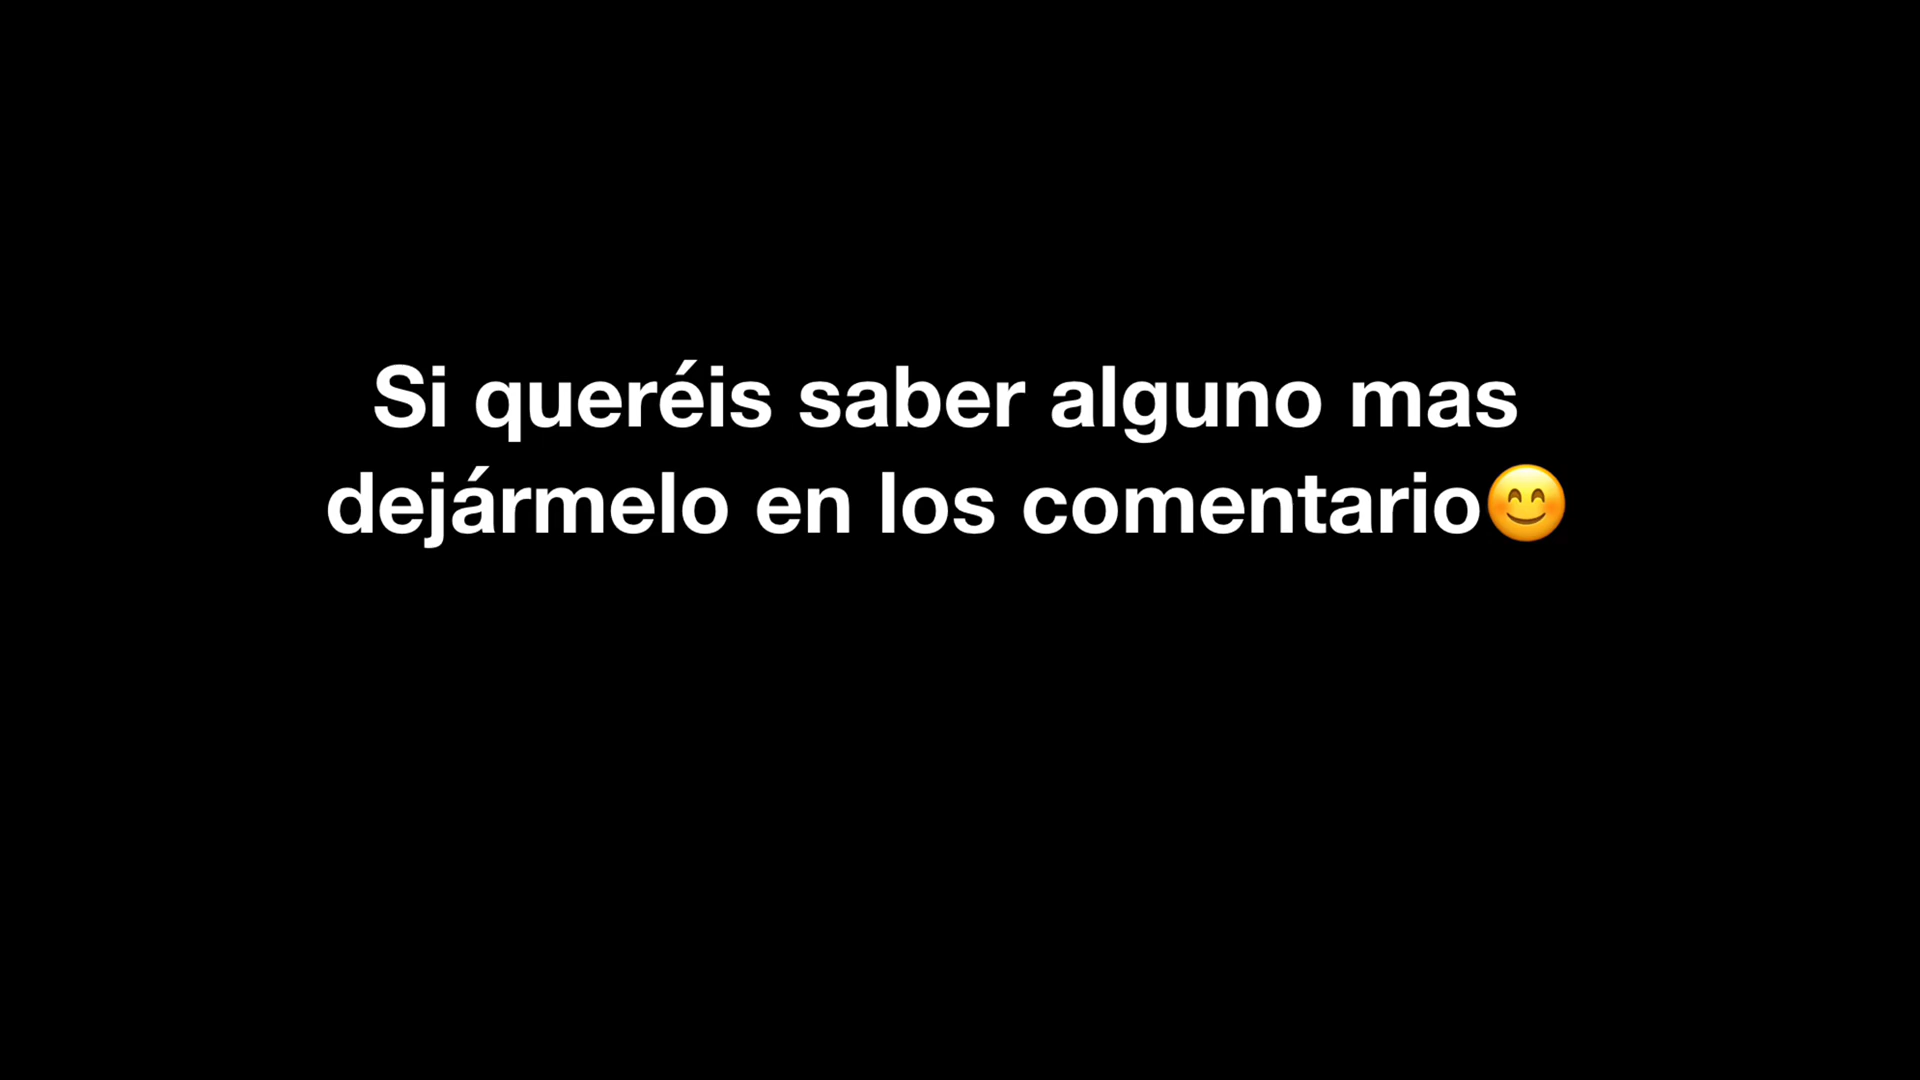 Si queréis saber alguno mas
dejármelo en los comentario😊